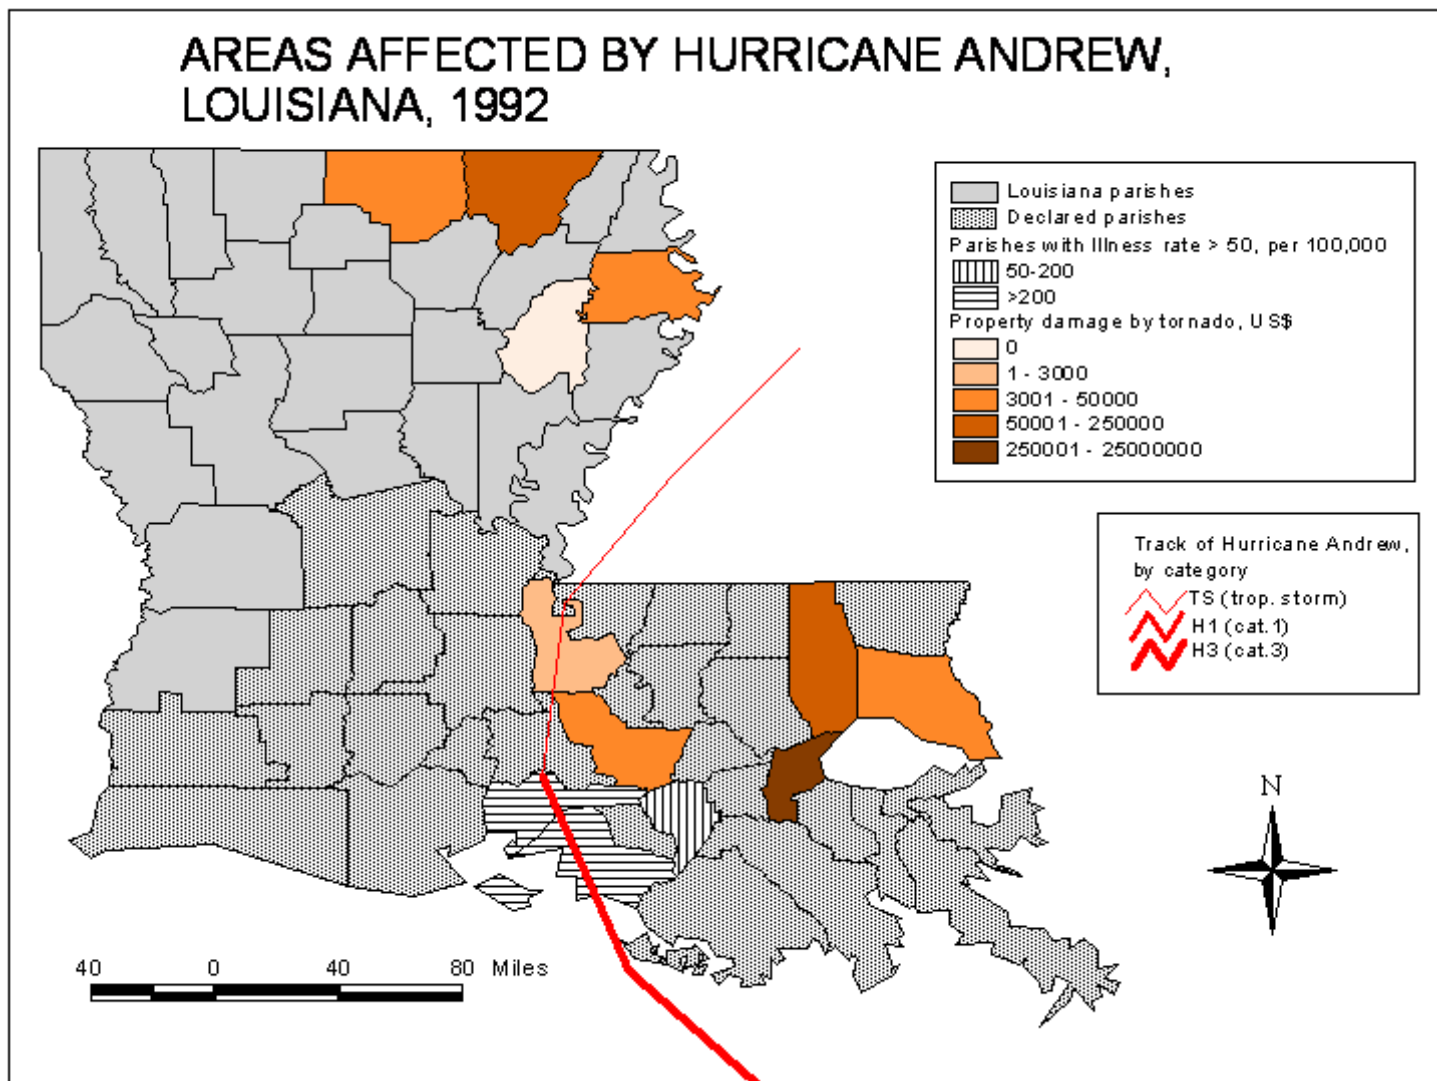 AREAS AFFECTED BY HURRICANE ANDREW,
LOUISIANA, 1992
Louisiana parishes
Declared parishes
Parishes with Illness rate > 50, per 100,000
50-200
>200
Property damage by tornado, US$
0
1 - 3000
3001 - 50000
50001 - 250000
250001 - 25000000
Track of Hurricane Andrew,
by category
TS (trop. storm)
H1 (cat.1)
H3 (cat.3)
N
40 0 40 80 Miles